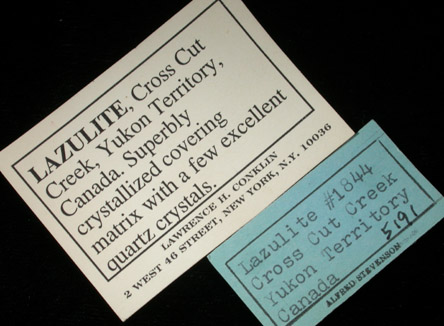 LAZULITE, Cross Cut
Creek, Yukon Territory,
Canada. Superbly
crystallized covering
matrix with a few excellent
quartz crystals.
LAWRENCE H. CONKLIN
2 WEST 46 STREET, NEW YORK, N.Y. 10036
Lazulite #1844
Cross Cut Creek
Yukon Territory
Canada
5191
ALFRED STEVENSON